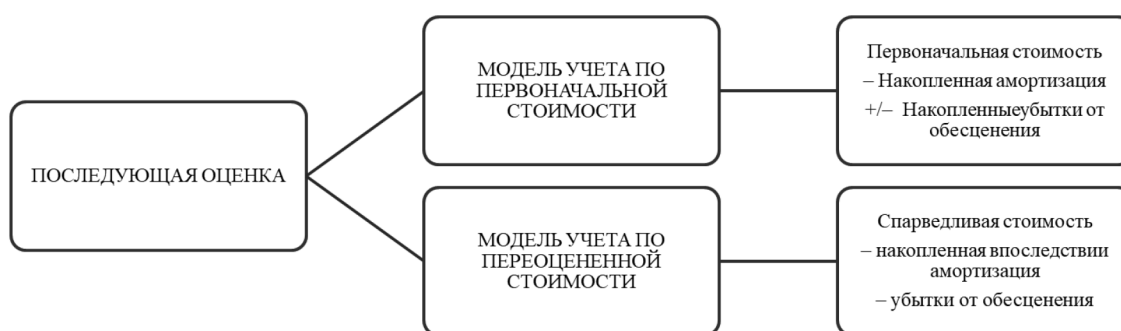 ПОСЛЕДУЮЩАЯ ОЦЕНКА
МОДЕЛЬ УЧЕТА ПО
ПЕРВОНАЧАЛЬНОЙ
СТОИМОСТИ
Первоначальная стоимость
– Накопленная амортизация
+/– Накопленныеубытки от
обесценения
МОДЕЛЬ УЧЕТА ПО
ПЕРЕОЦЕНЕННОЙ
СТОИМОСТИ
Спарведливая стоимость
– накопленная впоследствии
амортизация
– убытки от обесценения